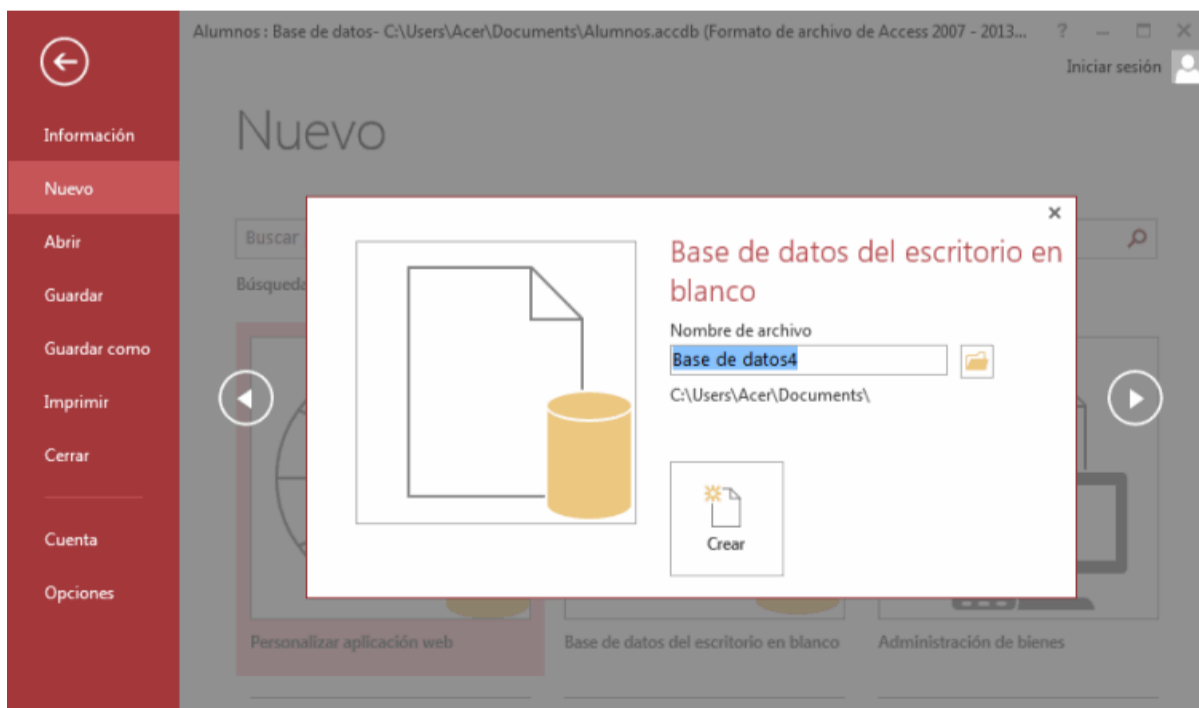 Alumnos : Base de datos- C:\Users\Acer\Documents\Alumnos.accdb (Formato de archivo de Access 2007 - 2013...
?
Iniciar sesión
Información
Nuevo
Abrir
Guardar
Guardar como
Imprimir
Cerrar
Cuenta
Opciones
Nuevo
Buscar
Búsqueda
Base de datos del escritorio en
blanco
Nombre de archivo
Base de datos4
C:\Users\Acer\Documents\
Crear
Personalizar aplicación web
Base de datos del escritorio en blanco
Administración de bienes